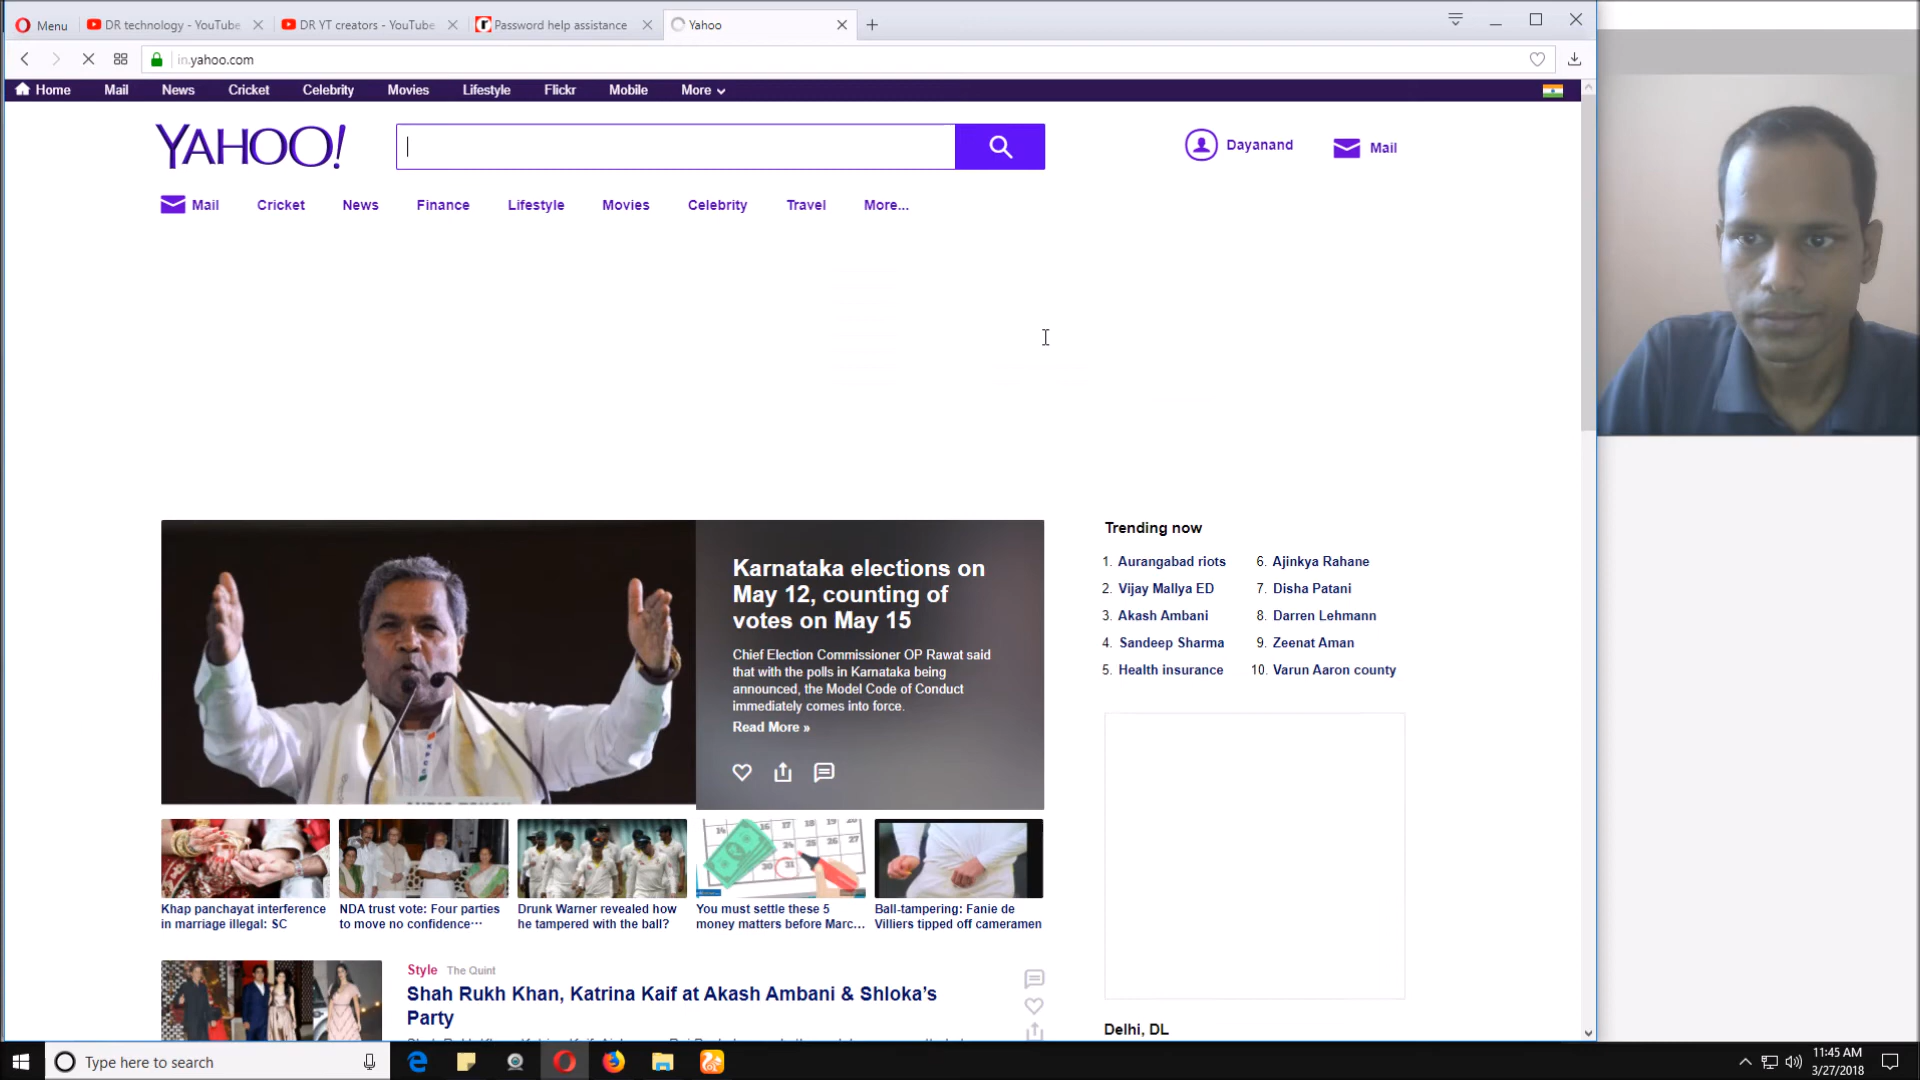 Menu
DR technology - YouTube
DR YT creators - YouTube
Password help assistance
Yahoo
in.yahoo.com
Home Mail News Cricket Celebrity Movies Lifestyle Flickr Mobile More
YAHOO!
Dayanand
Mail
Mail Cricket News Finance Lifestyle Movies Celebrity Travel More...
Karnataka elections on
May 12, counting of
votes on May 15
Chief Election Commissioner OP Rawat said
that with the polls in Karnataka being
announced, the Model Code of Conduct
immediately comes into force.
Read More »
Trending now
1. Aurangabad riots
2. Vijay Mallya ED
3. Akash Ambani
4. Sandeep Sharma
5. Health insurance
6. Ajinkya Rahane
7. Disha Patani
8. Darren Lehmann
9. Zeenat Aman
10. Varun Aaron county
Khap panchayat interference
in marriage illegal: SC
NDA trust vote: Four parties
to move no confidence···
Drunk Warner revealed how
he tampered with the ball?
You must settle these 5
money matters before Marc...
Ball-tampering: Fanie de
Villiers tipped off cameramen
Style The Quint
Shah Rukh Khan, Katrina Kaif at Akash Ambani & Shloka's
Party
Delhi, DL
Type here to search
11:45 AM
3/27/2018